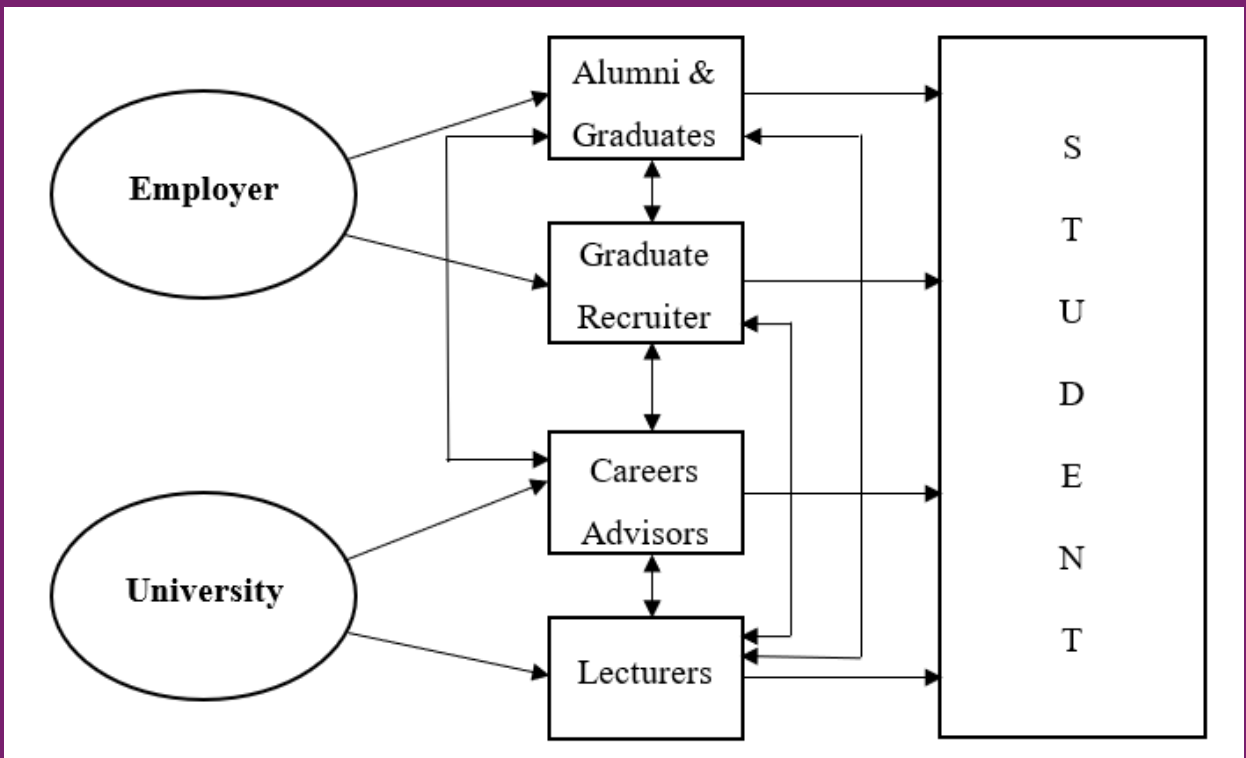 Employer
University
Alumni &
Graduates
Graduate
Recruiter
Careers
Advisors
Lecturers
S
T
U
D
E
N
T